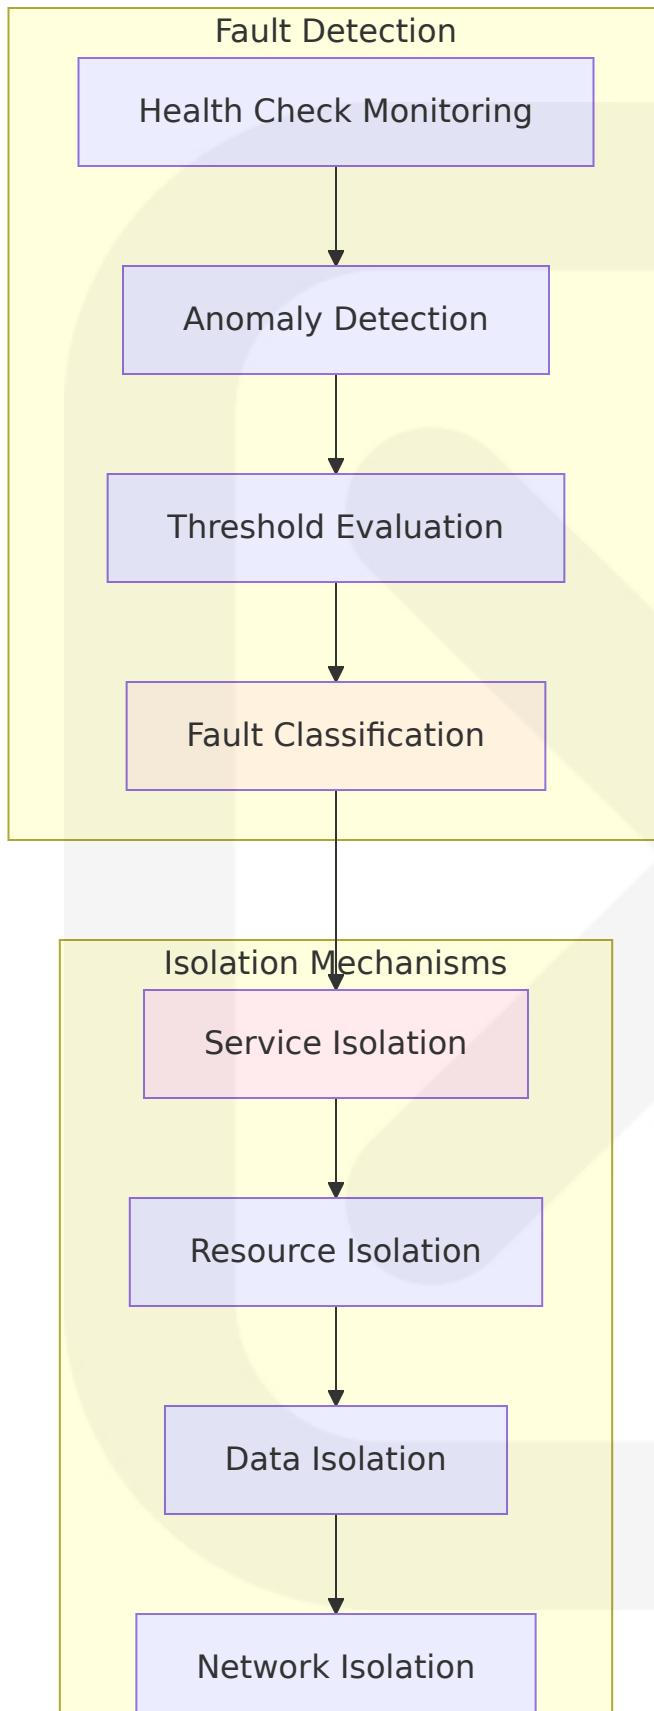 Fault Detection
Health Check Monitoring
Anomaly Detection
Threshold Evaluation
Fault Classification
Isolation Mechanisms
Service Isolation
Resource Isolation
Data Isolation
Network Isolation